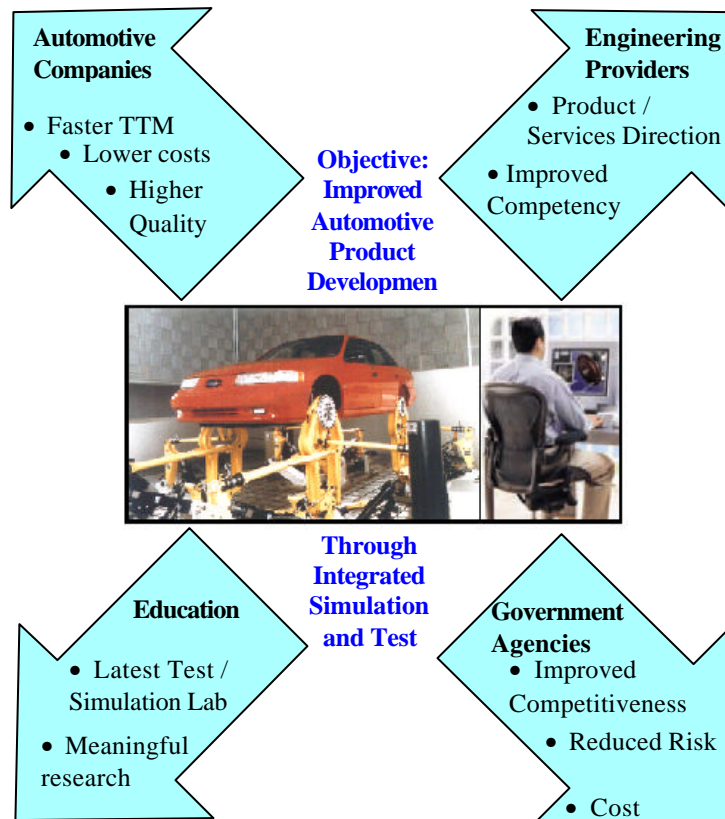 Automotive
Companies
• Faster TTM
• Lower costs
• Higher
Quality
Objective:
Improved
Automotive
Product
Developmen
Engineering
Providers
• Product /
Services Direction
• Improved
Competency
Through
Integrated
Simulation
and Test
Education
• Latest Test /
Simulation Lab
• Meaningful
research
Government
Agencies
• Improved
Competitiveness
• Reduced Risk
• Cost